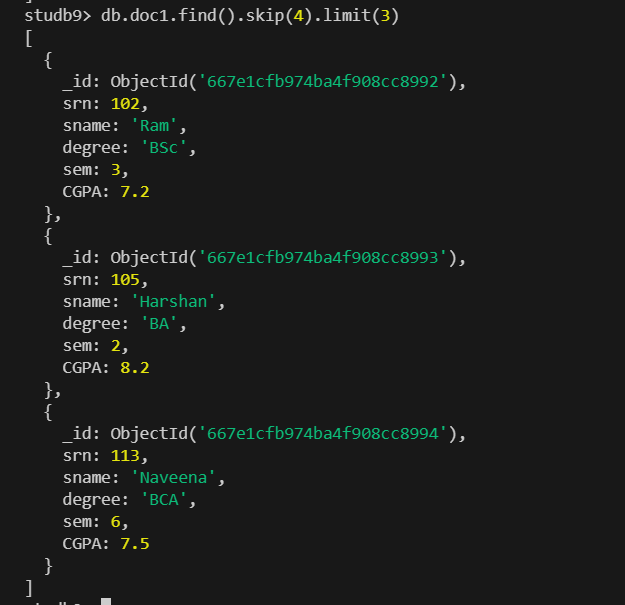 studb9> db.doc1.find().skip(4).limit(3)
[
  {
    _id: ObjectId('667e1cfb974ba4f908cc8992'),
    srn: 102,
    sname: 'Ram',
    degree: 'BSc',
    sem: 3,
    CGPA: 7.2
  },
  {
    _id: ObjectId('667e1cfb974ba4f908cc8993'),
    srn: 105,
    sname: 'Harshan',
    degree: 'BA',
    sem: 2,
    CGPA: 8.2
  },
  {
    _id: ObjectId('667e1cfb974ba4f908cc8994'),
    srn: 113,
    sname: 'Naveena',
    degree: 'BCA',
    sem: 6,
    CGPA: 7.5
  }
]